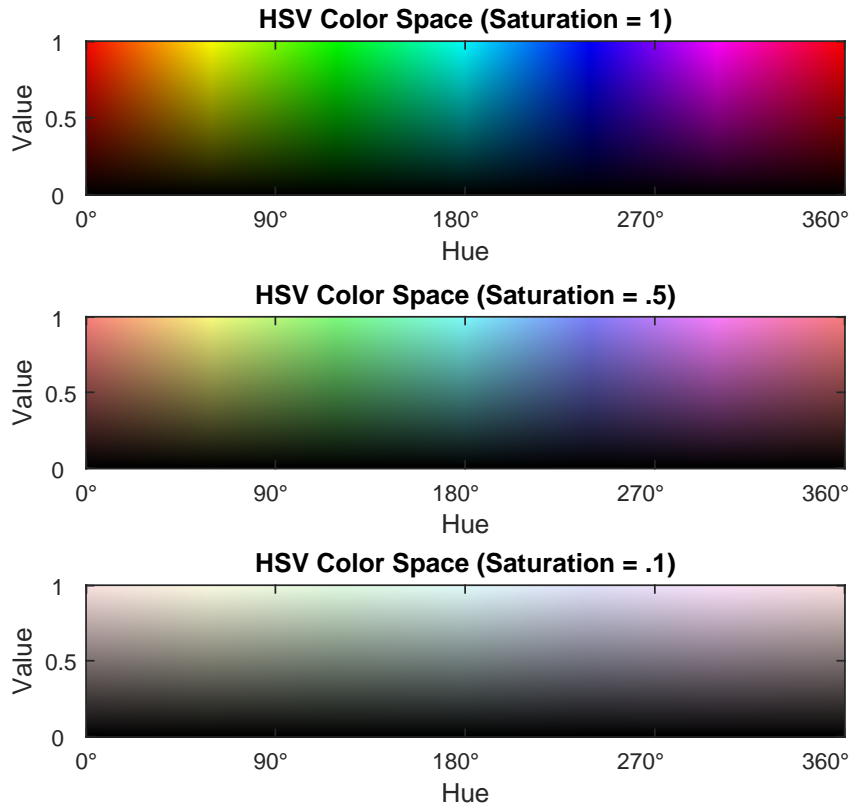 HSV Color Space (Saturation = 1)
1
Value
0.5
0
0° 90° 180° 270° 360°
Hue
HSV Color Space (Saturation = .5)
1
Value
0.5
0
0° 90° 180° 270° 360°
Hue
HSV Color Space (Saturation = .1)
1
Value
0.5
0
0° 90° 180° 270° 360°
Hue